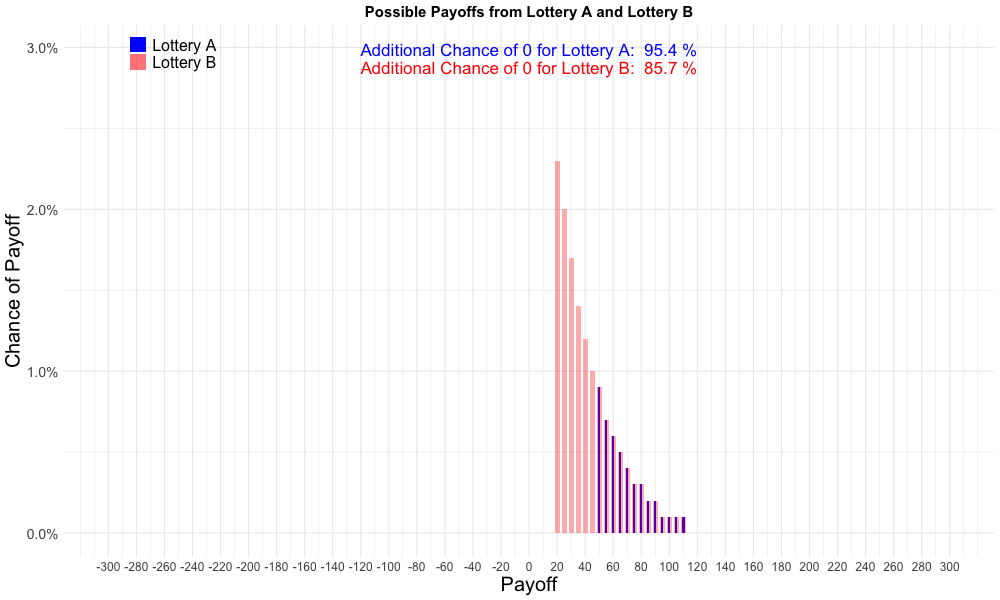 Possible Payoffs from Lottery A and Lottery B
Lottery A
Lottery B
Additional Chance of 0 for Lottery A:  95.4 %
Additional Chance of 0 for Lottery B:  85.7 %
Chance of Payoff
3.0%
2.0%
1.0%
0.0%
-300 -280 -260 -240 -220 -200 -180 -160 -140 -120 -100 -80 -60 -40 -20 0 20 40 60 80 100 120 140 160 180 200 220 240 260 280 300
Payoff